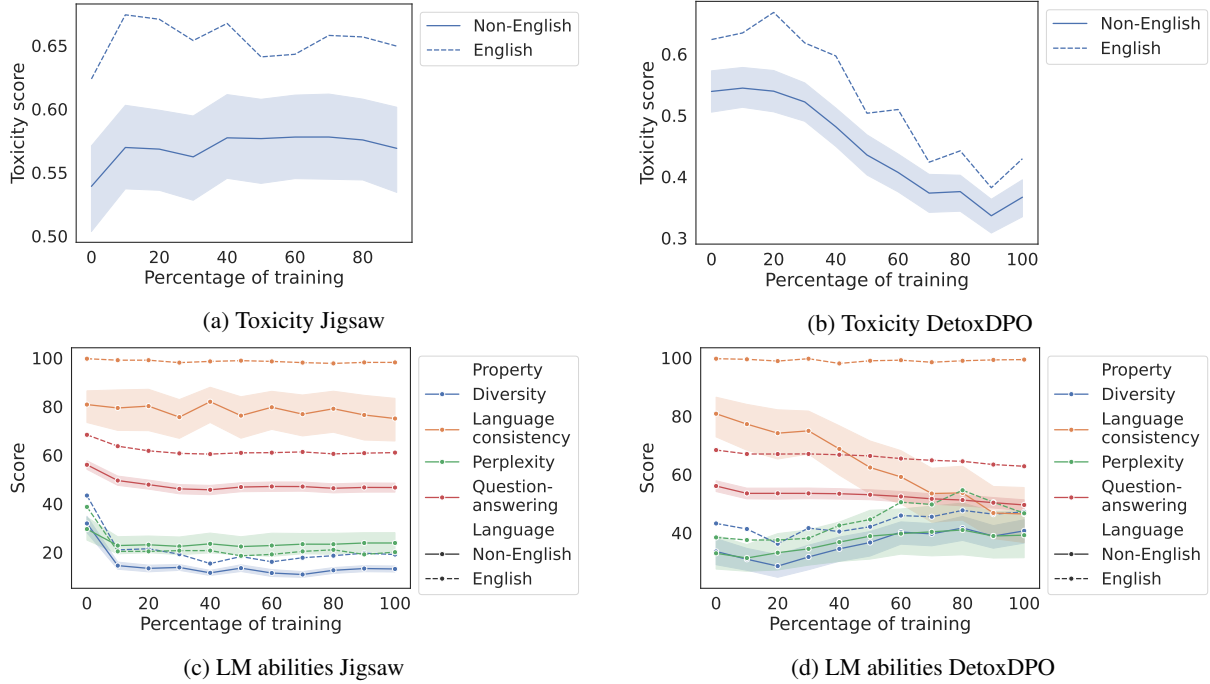 0.65
0.60
0.55
0.50
Toxicity score
0 20 40 60 80
Percentage of training
Non-English
English
(a) Toxicity Jigsaw
0.6
0.5
0.4
0.3
Toxicity score
0 20 40 60 80 100
Percentage of training
Non-English
English
(b) Toxicity DetoxDPO
100
80
60
40
20
Score
0 20 40 60 80 100
Percentage of training
Property
Diversity
Language
consistency
Perplexity
Question-
answering
Language
Non-English
English
(c) LM abilities Jigsaw
100
80
60
40
Score
0 20 40 60 80 100
Percentage of training
Property
Diversity
Language
consistency
Perplexity
Question-
answering
Language
Non-English
English
(d) LM abilities DetoxDPO